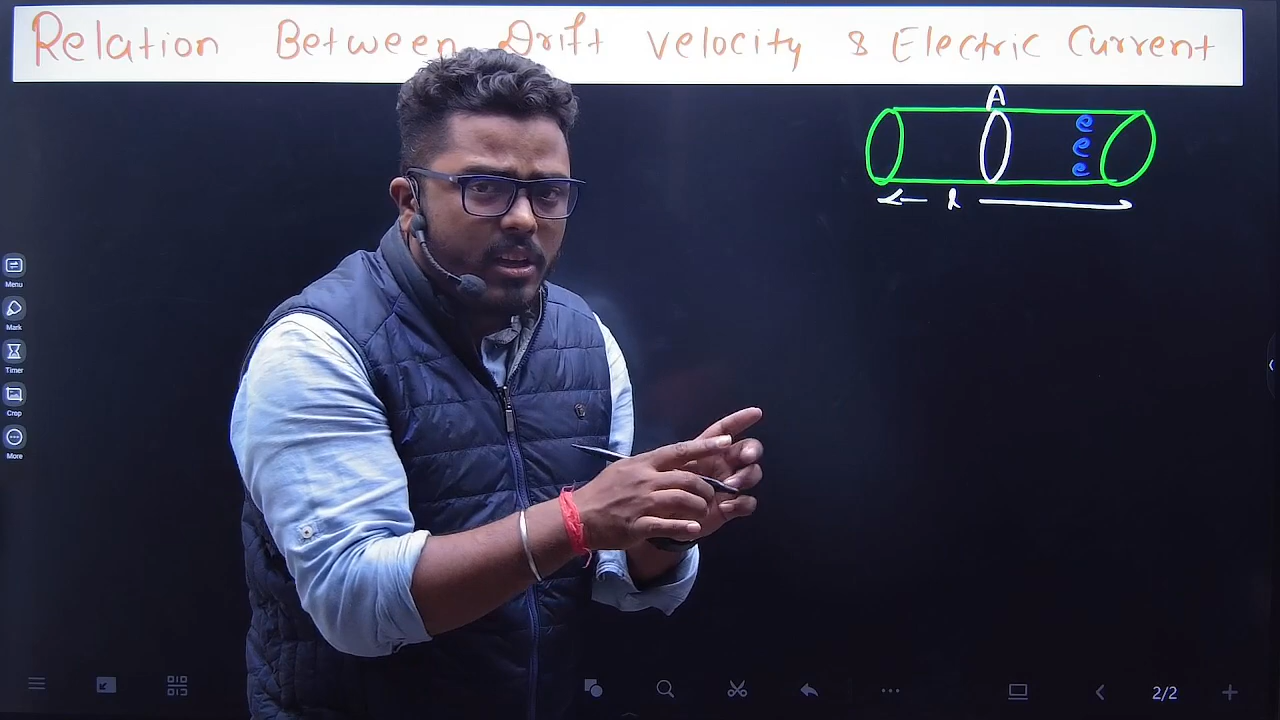 Relation Between Drift Velocity & Electric Current
A
e
e
e
l
Menu
Mark
Timer
Crop
More
2/2